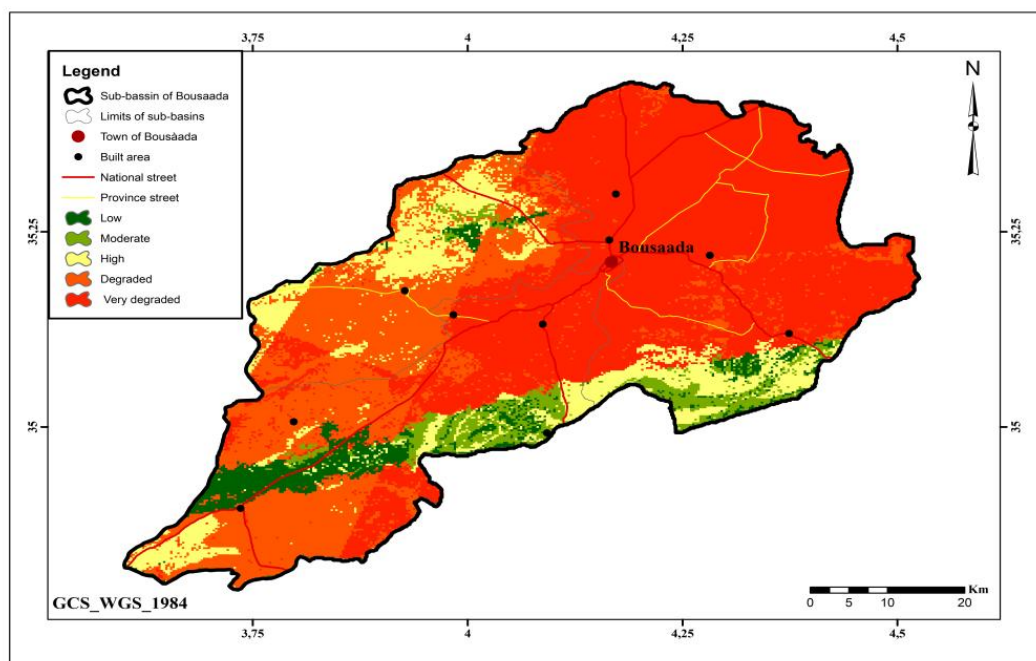 3,75 4 4,25 4,5
Legend
Sub-bassin of Bousaada
Limits of sub-basins
Town of Bousàada
Built area
National street
Province street
Low
Moderate
High
Degraded
Very degraded
N
35,25
35,25
Bousaada
35
35
GCS_WGS_1984
Km
0 5 10 20
3,75 4 4,25 4,5